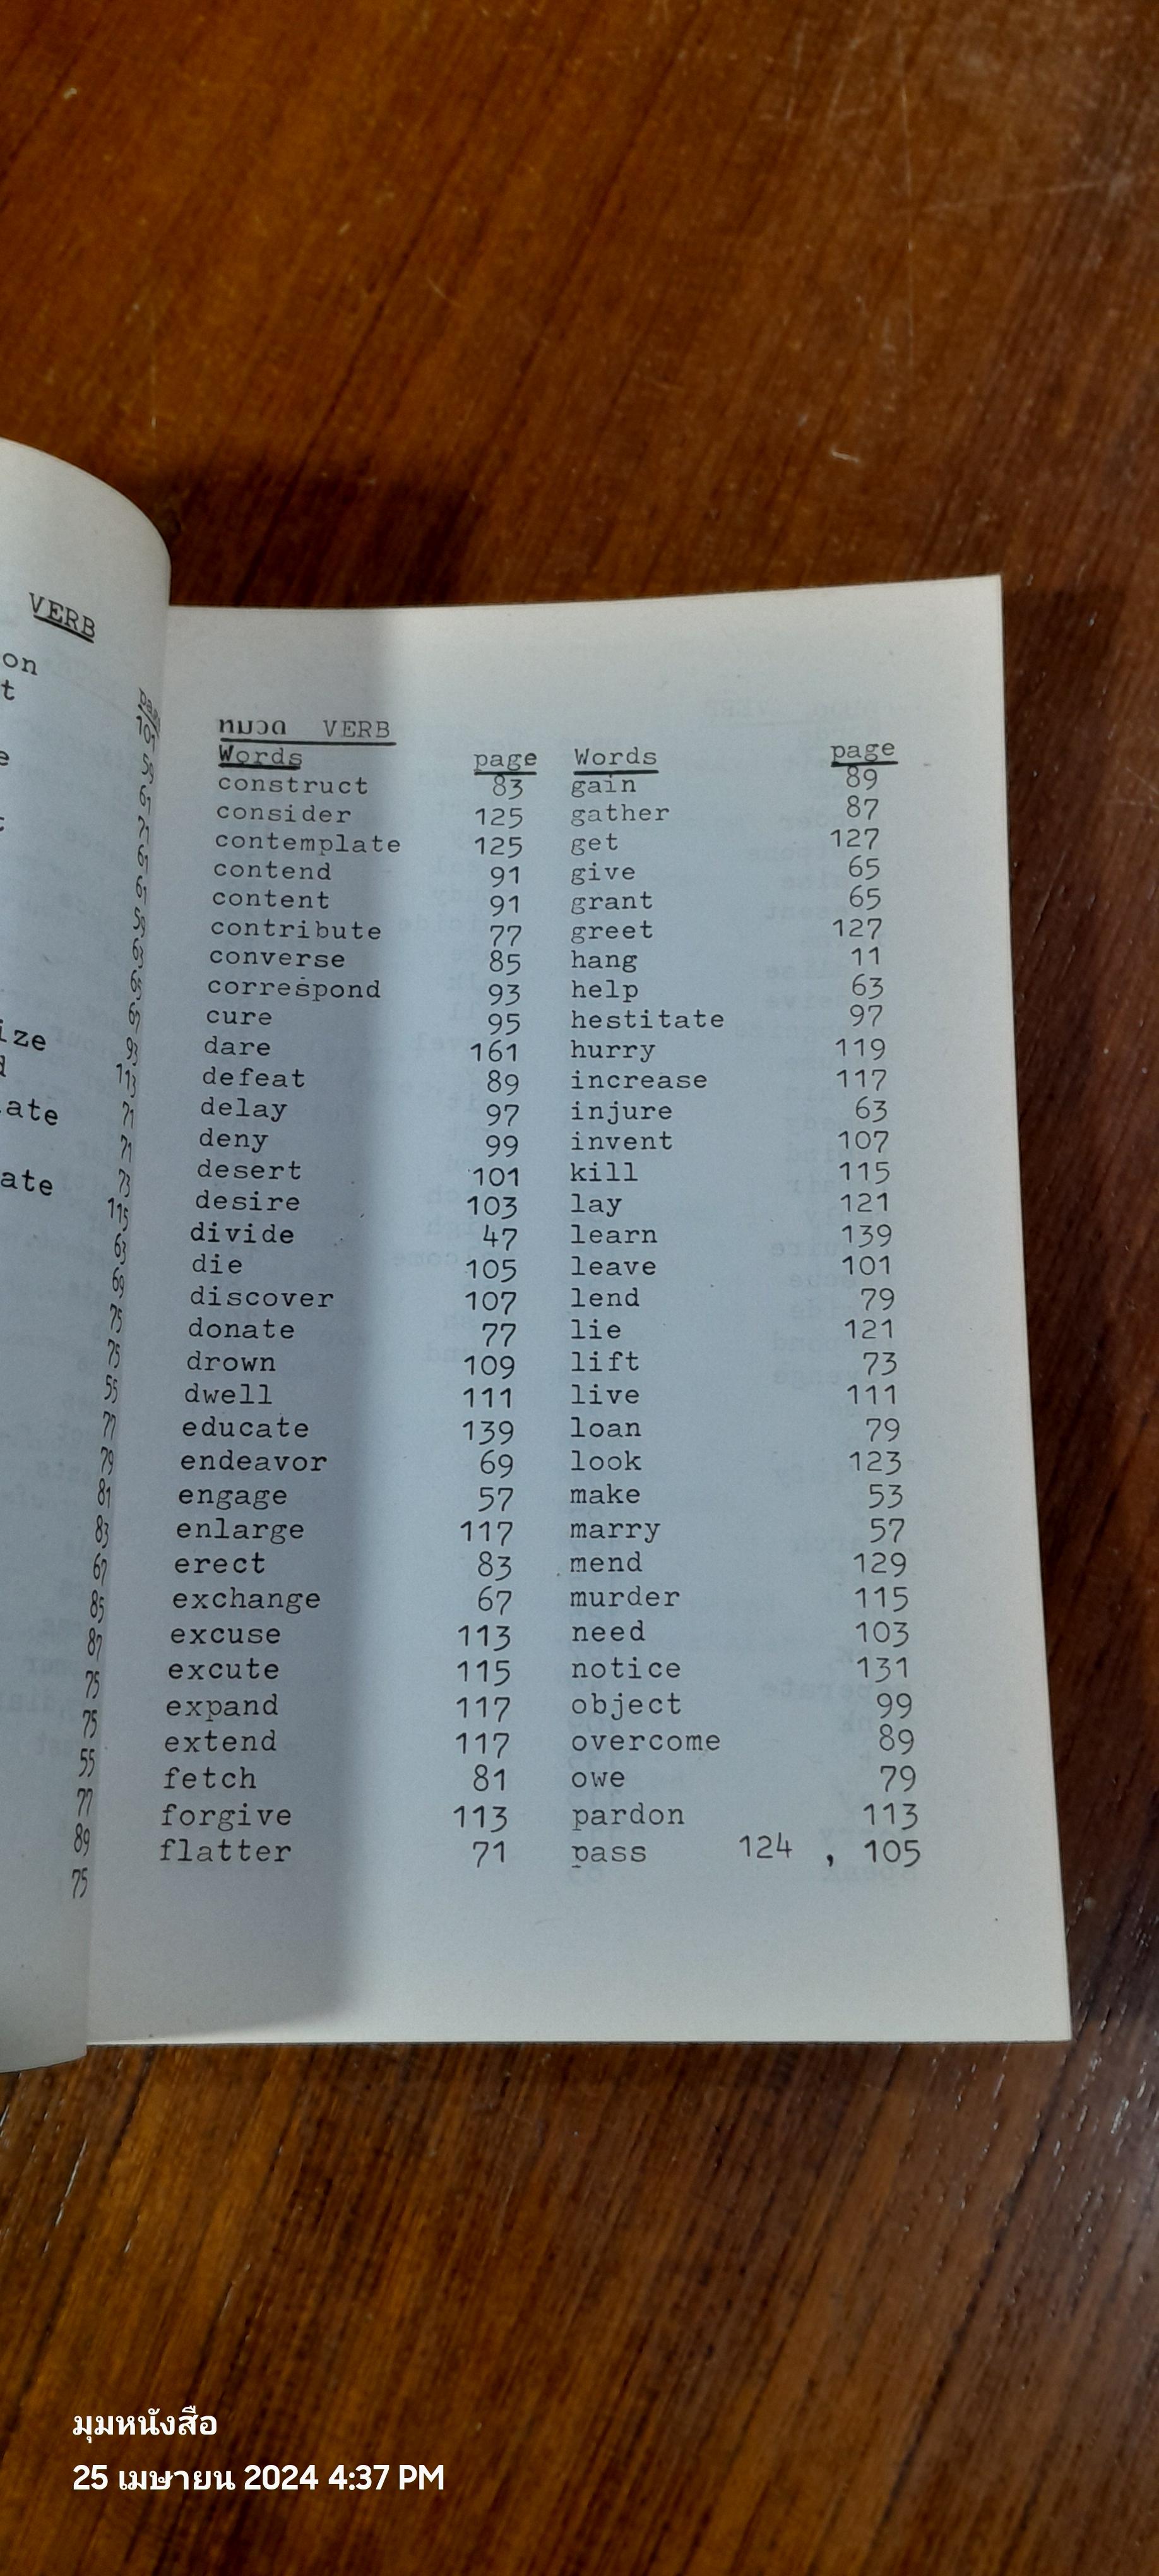 VERB
on
t
e
ize
ate
ate
หมวด VERB
Words page Words page
construct 83 gain 89
consider 125 gather 87
contemplate 125 get 127
contend 91 give 65
content 91 grant 65
contribute 77 greet 127
converse 85 hang 11
correspond 93 help 63
cure 95 hestitate 97
dare 161 hurry 119
defeat 89 increase 117
delay 97 injure 63
deny 99 invent 107
desert 101 kill 115
desire 103 lay 121
divide 47 learn 139
die 105 leave 101
discover 107 lend 79
donate 77 lie 121
drown 109 lift 73
dwell 111 live 111
educate 139 loan 79
endeavor 69 look 123
engage 57 make 53
enlarge 117 marry 57
erect 83 mend 129
exchange 67 murder 115
excuse 113 need 103
excute 115 notice 131
expand 117 object 99
extend 117 overcome 89
fetch 81 owe 79
forgive 113 pardon 113
flatter 71 pass 124 , 105
มุมหนังสือ
25 เมษายน 2024 4:37 PM